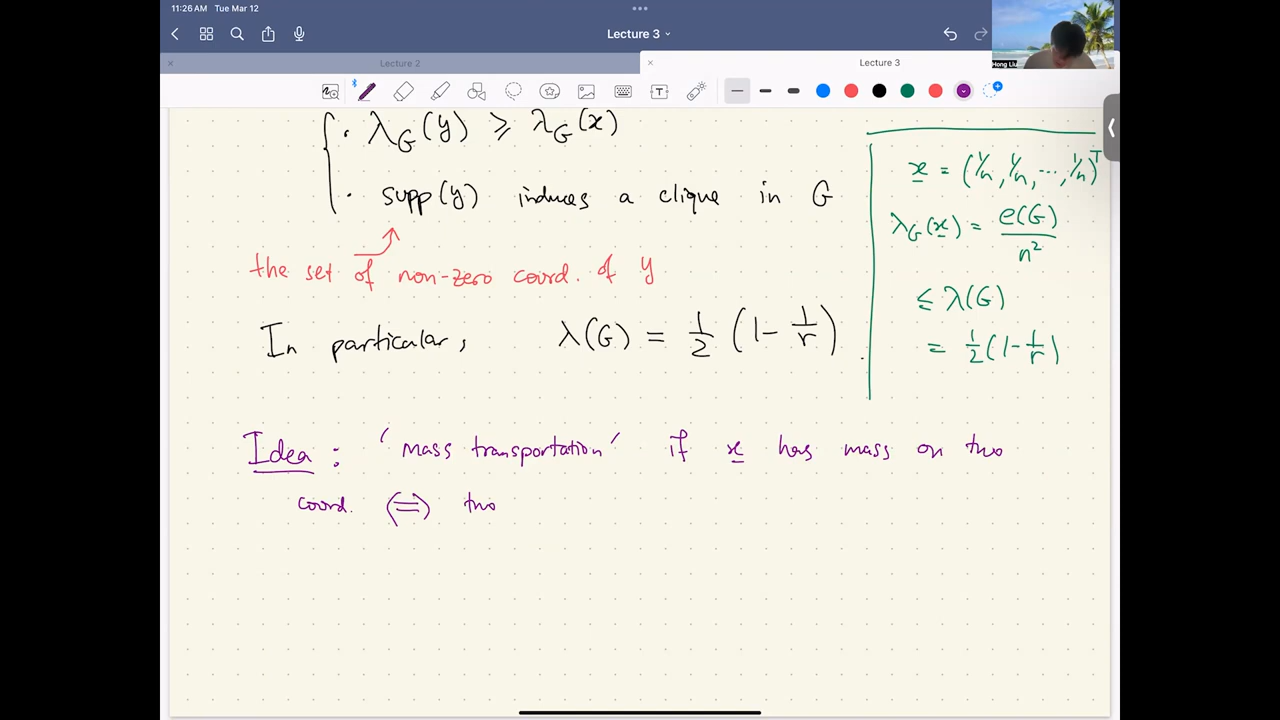 11:26 AM Tue Mar 12
Lecture 3
Lecture 2
Lecture 3
Hong Liu
· λ_G(y) ⩾ λ_G(x)
· supp(y) induces a clique in G
the set of non-zero coord. of y
In particular, λ(G) = 1/2 (1 - 1/r).
x = (1/n, 1/n, ..., 1/n)^T
λ_G(x) = e(G)/n²
≤ λ(G)
= 1/2 (1 - 1/r)
Idea: 'mass transportation' if x has mass on two
coord. (⇔) two